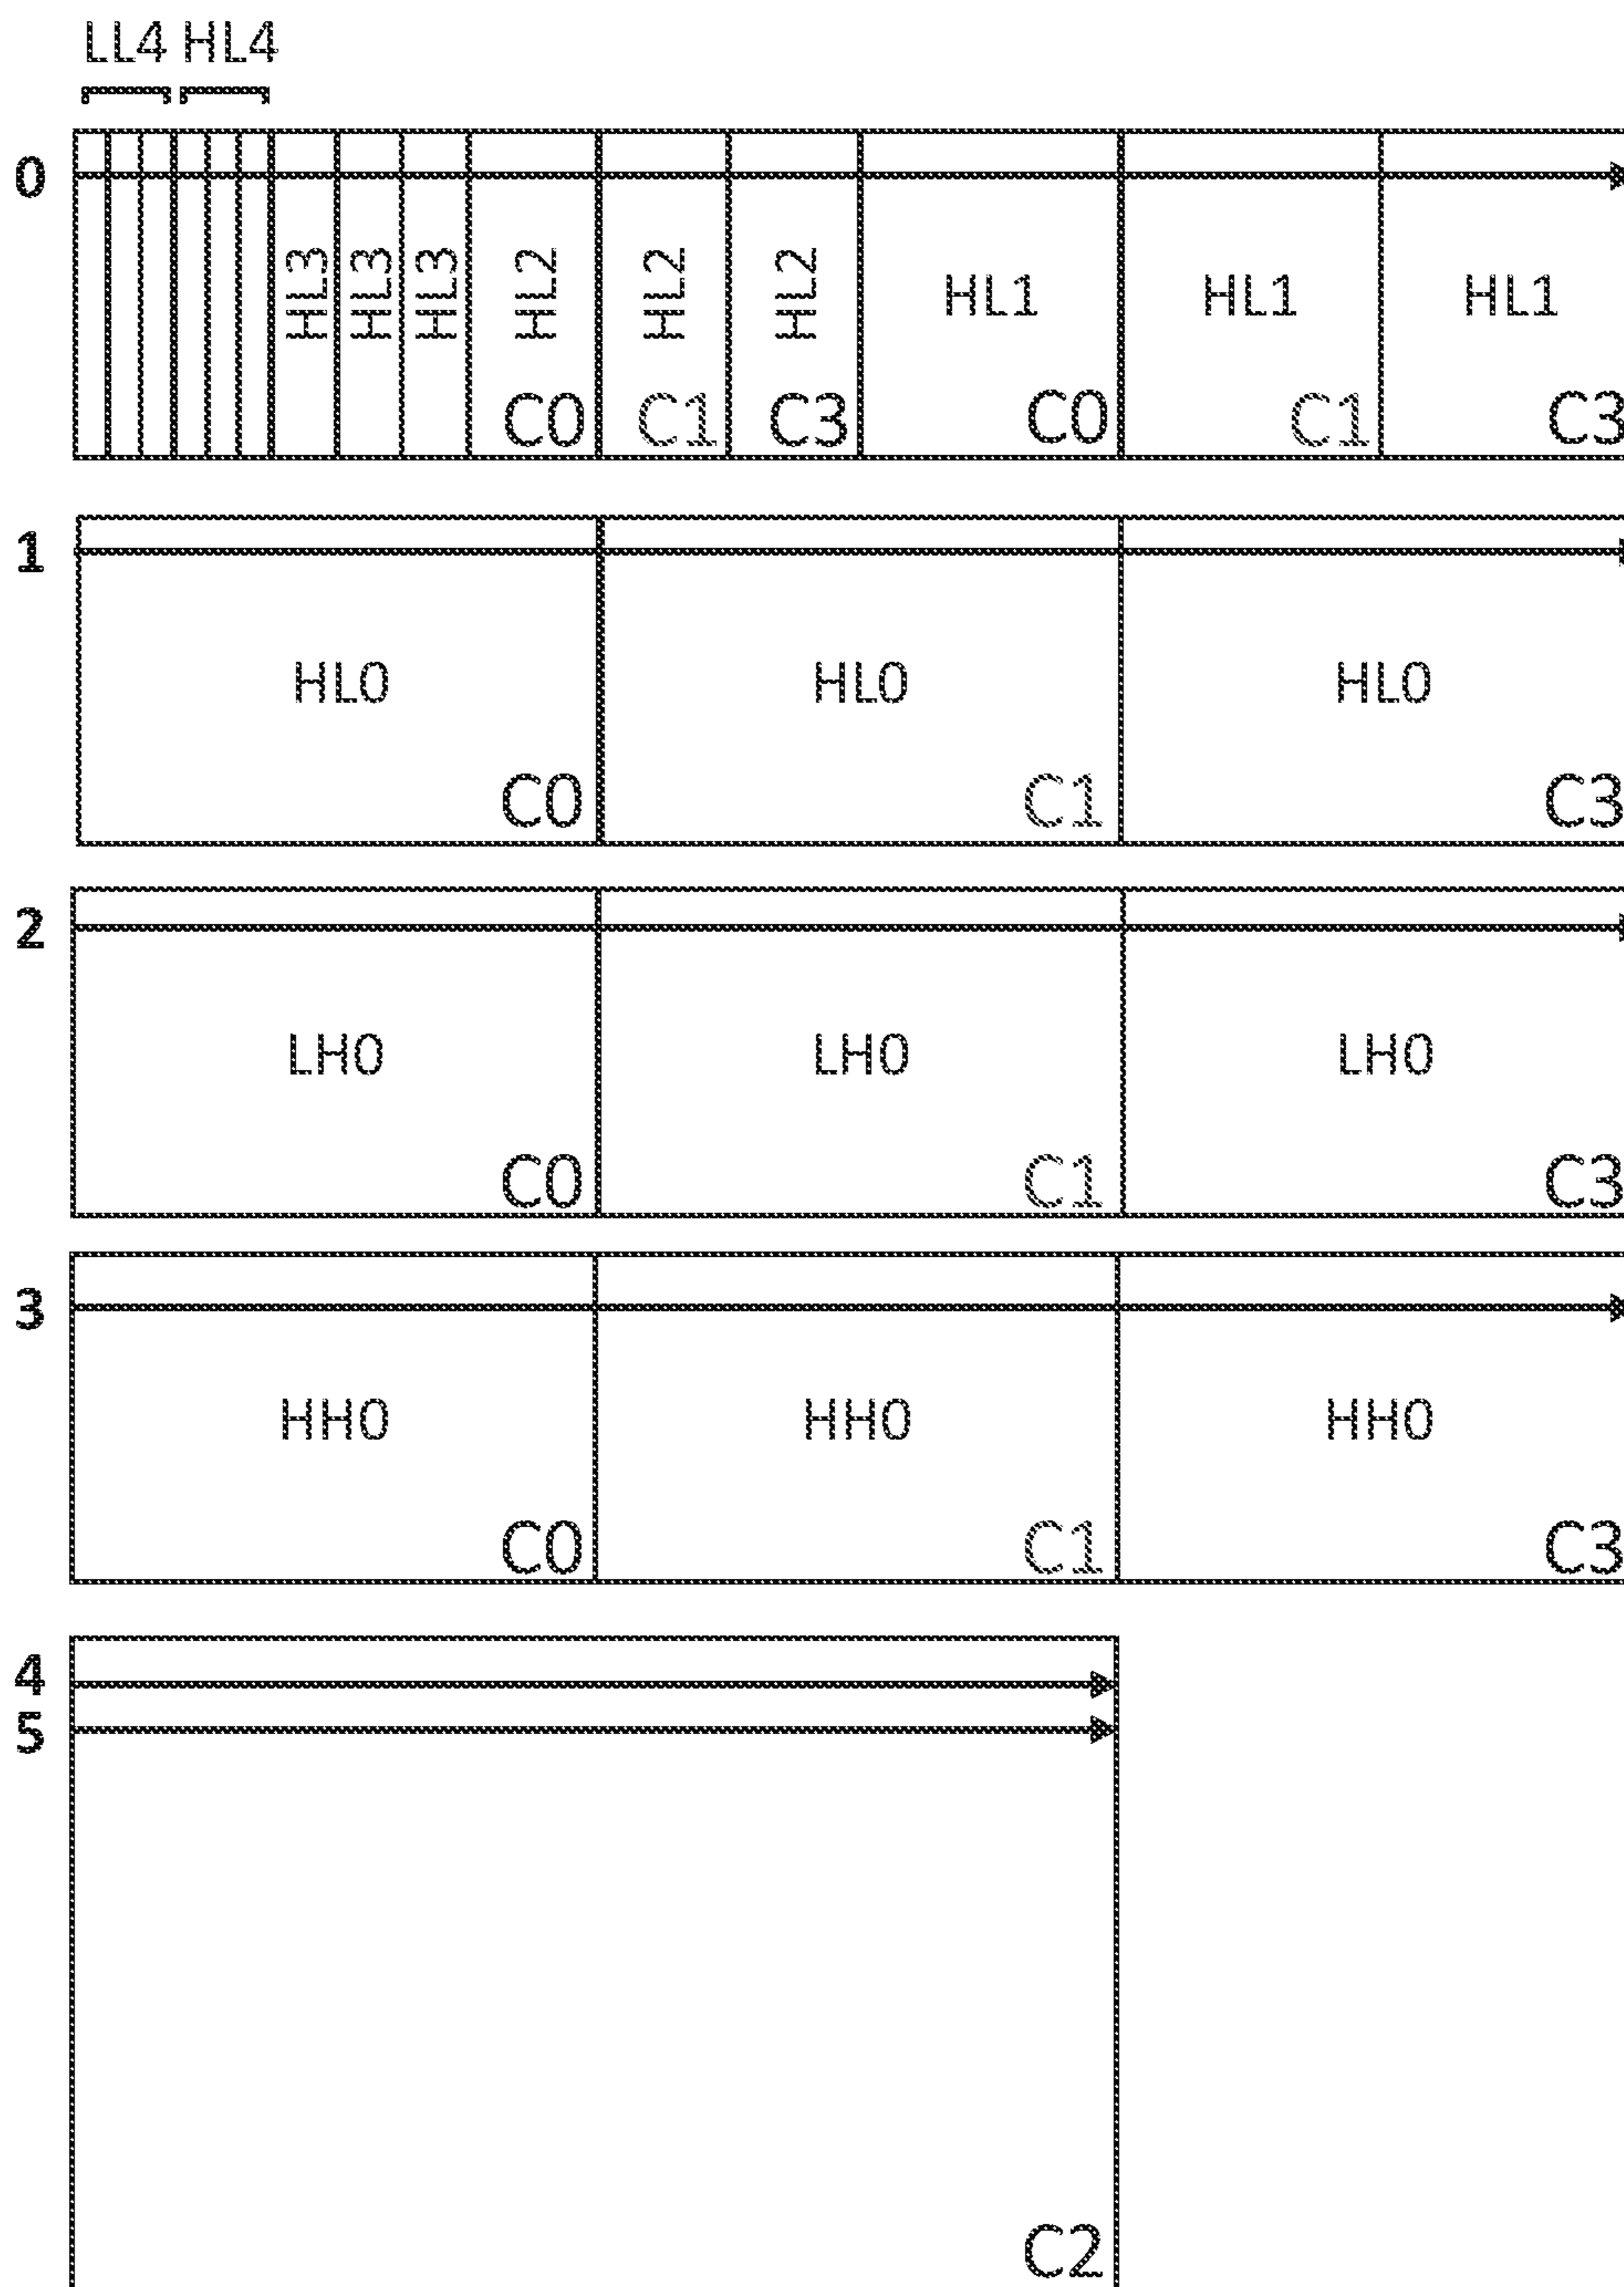 LL4 HL4
0
HL3 HL3 HL3 HL2 HL2 HL2 HL1 HL1 HL1
C0 C1 C3 C0 C1 C3
1
HL0 HL0 HL0
C0 C1 C3
2
LH0 LH0 LH0
C0 C1 C3
3
HH0 HH0 HH0
C0 C1 C3
4
5
C2